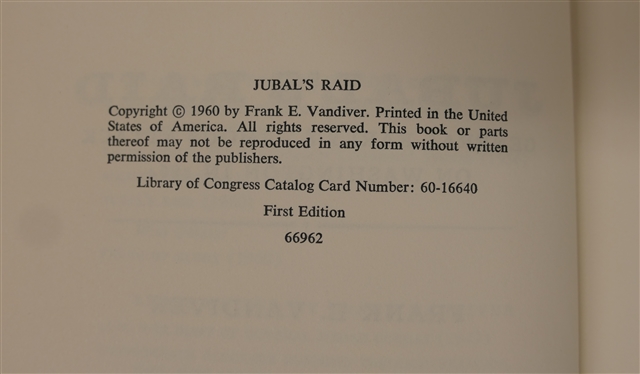 JUBAL'S RAID
Copyright © 1960 by Frank E. Vandiver. Printed in the United
States of America. All rights reserved. This book or parts
thereof may not be reproduced in any form without written
permission of the publishers.
Library of Congress Catalog Card Number: 60-16640
First Edition
66962